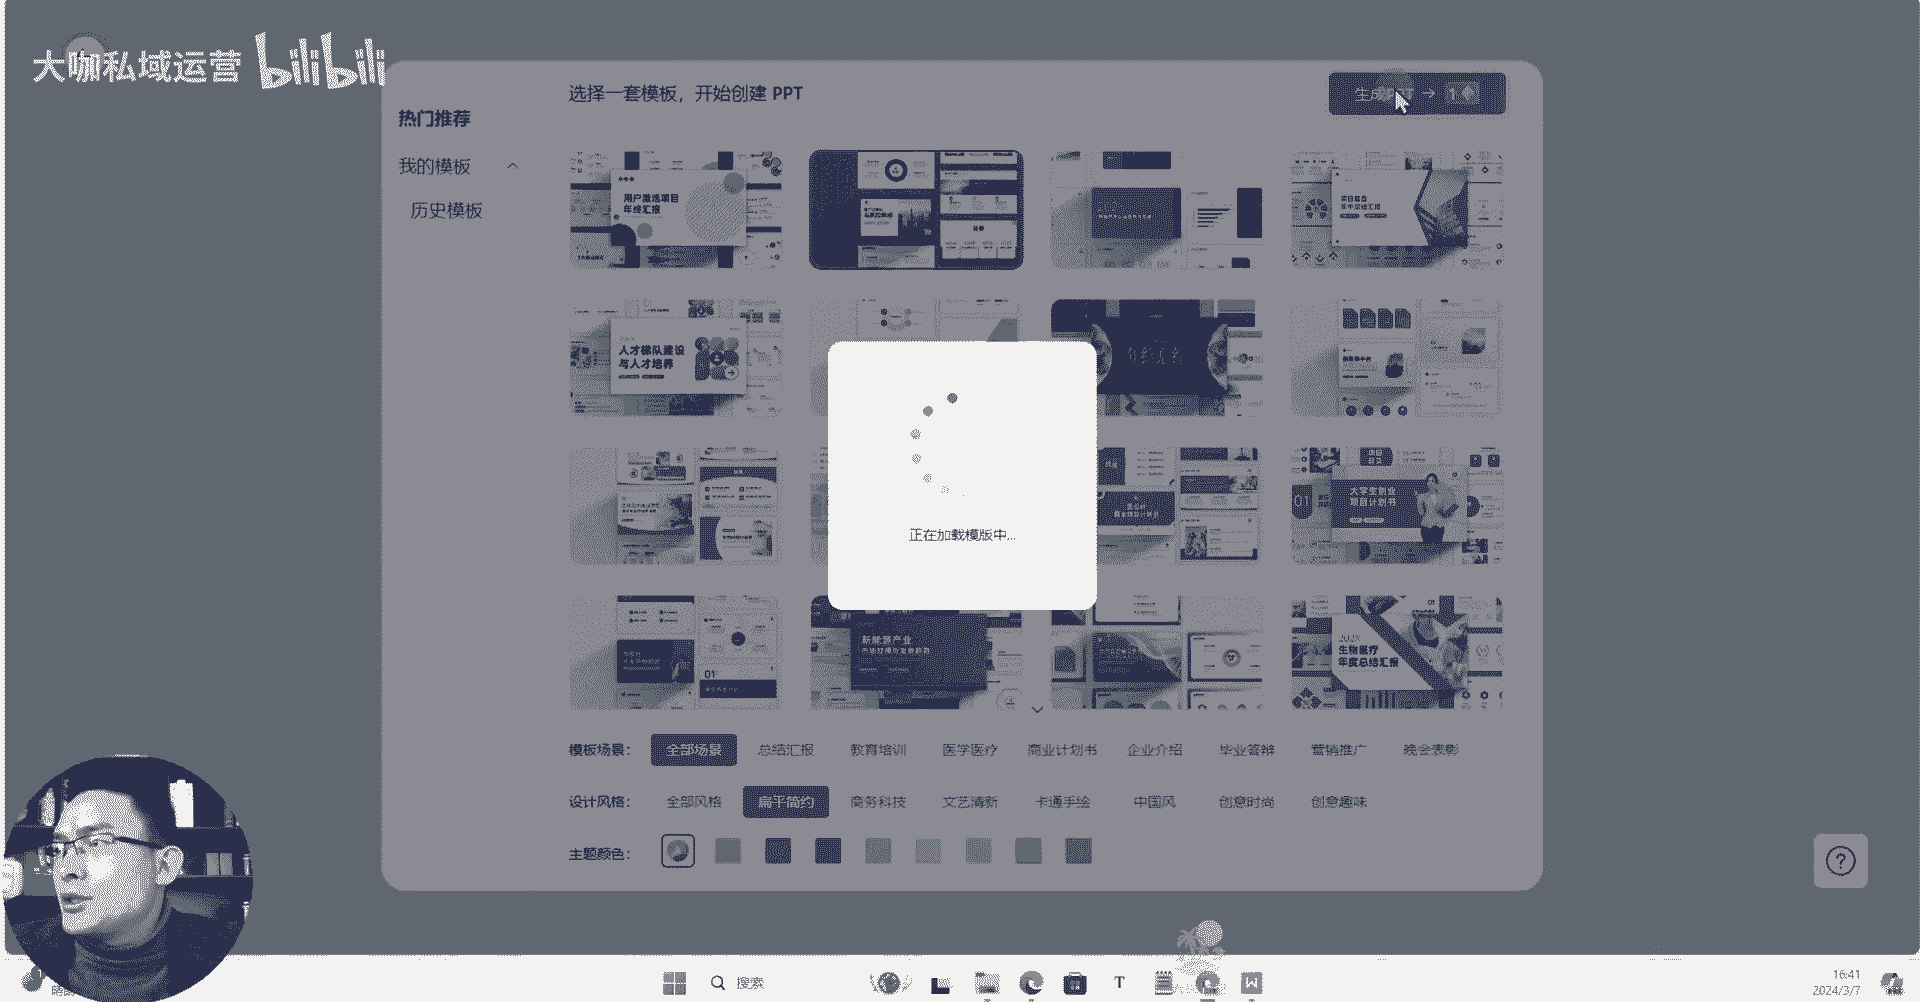 大咖私域运营 bilibili
选择一套模板，开始创建 PPT
生成PPT → 1
热门推荐
我的模板
历史模板
用户激活项目
年终汇报
人才梯队建设
与人才培养
大学生创业
项目计划书
01
新能源产业
01
202X
生物医疗
年度总结汇报
正在加载模版中...
模板场景： 全部场景 总结汇报 教育培训 医学医疗 商业计划书 企业介绍 毕业答辩 营销推广 晚会表彰
设计风格： 全部风格 扁平简约 商务科技 文艺清新 卡通手绘 中国风 创意时尚 创意趣味
主题颜色：
搜索
16:41
2024/3/7